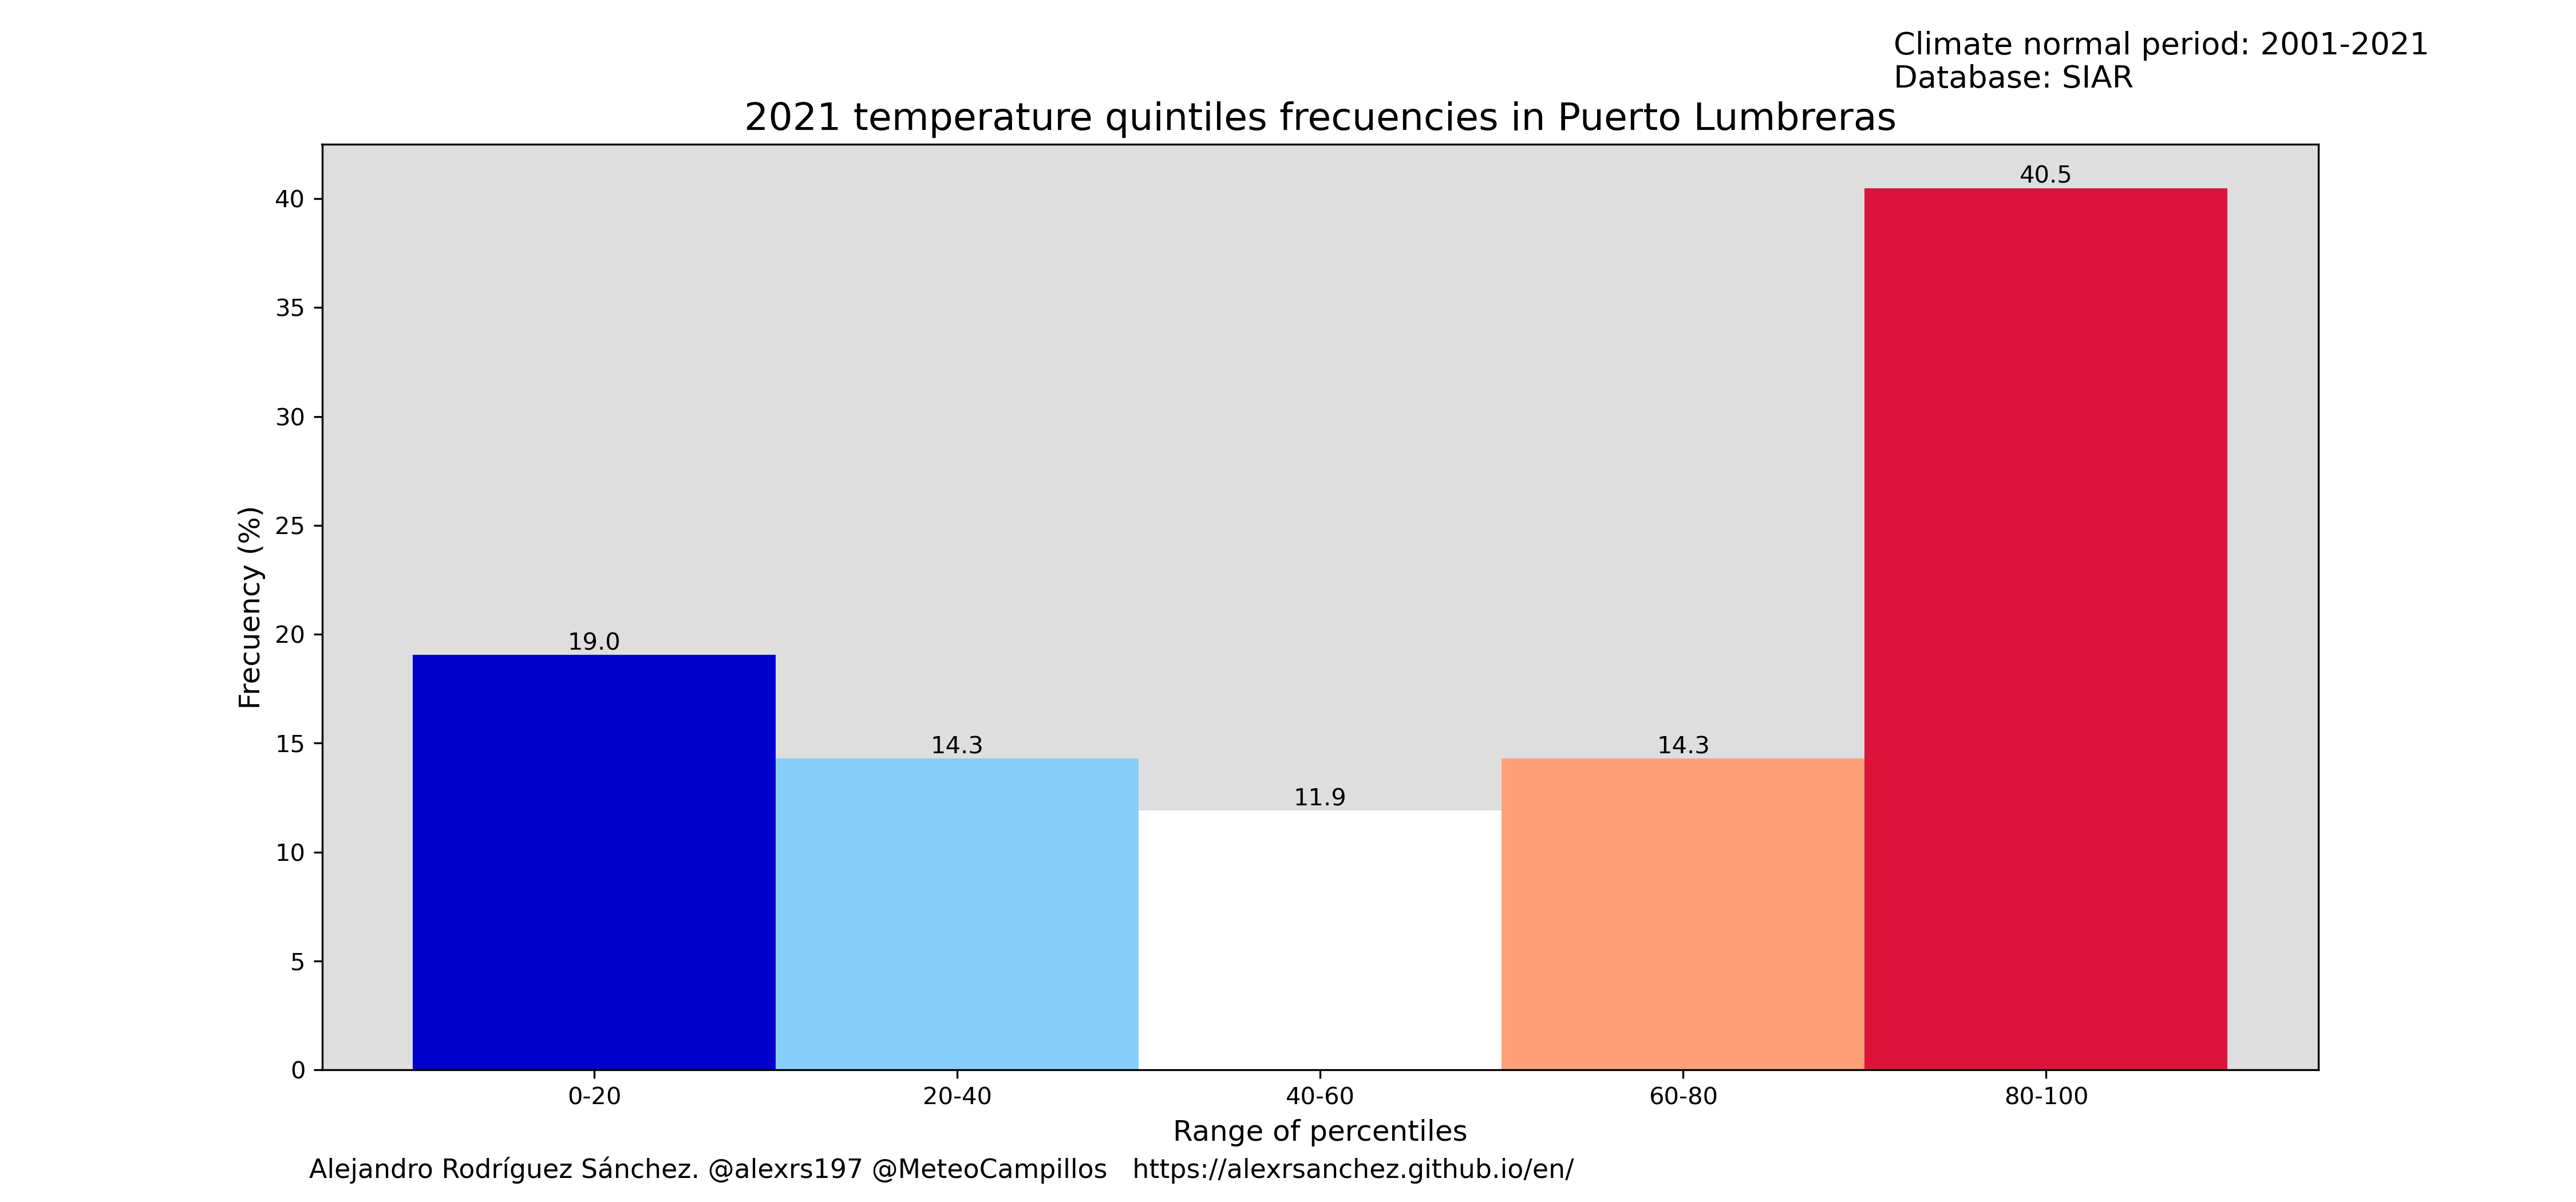 Climate normal period: 2001-2021
Database: SIAR
2021 temperature quintiles frecuencies in Puerto Lumbreras
Frecuency (%)
40
35
30
25
20
15
10
5
0
19.0
14.3
11.9
14.3
40.5
0-20 20-40 40-60 60-80 80-100
Range of percentiles
Alejandro Rodríguez Sánchez. @alexrs197 @MeteoCampillos https://alexrsanchez.github.io/en/